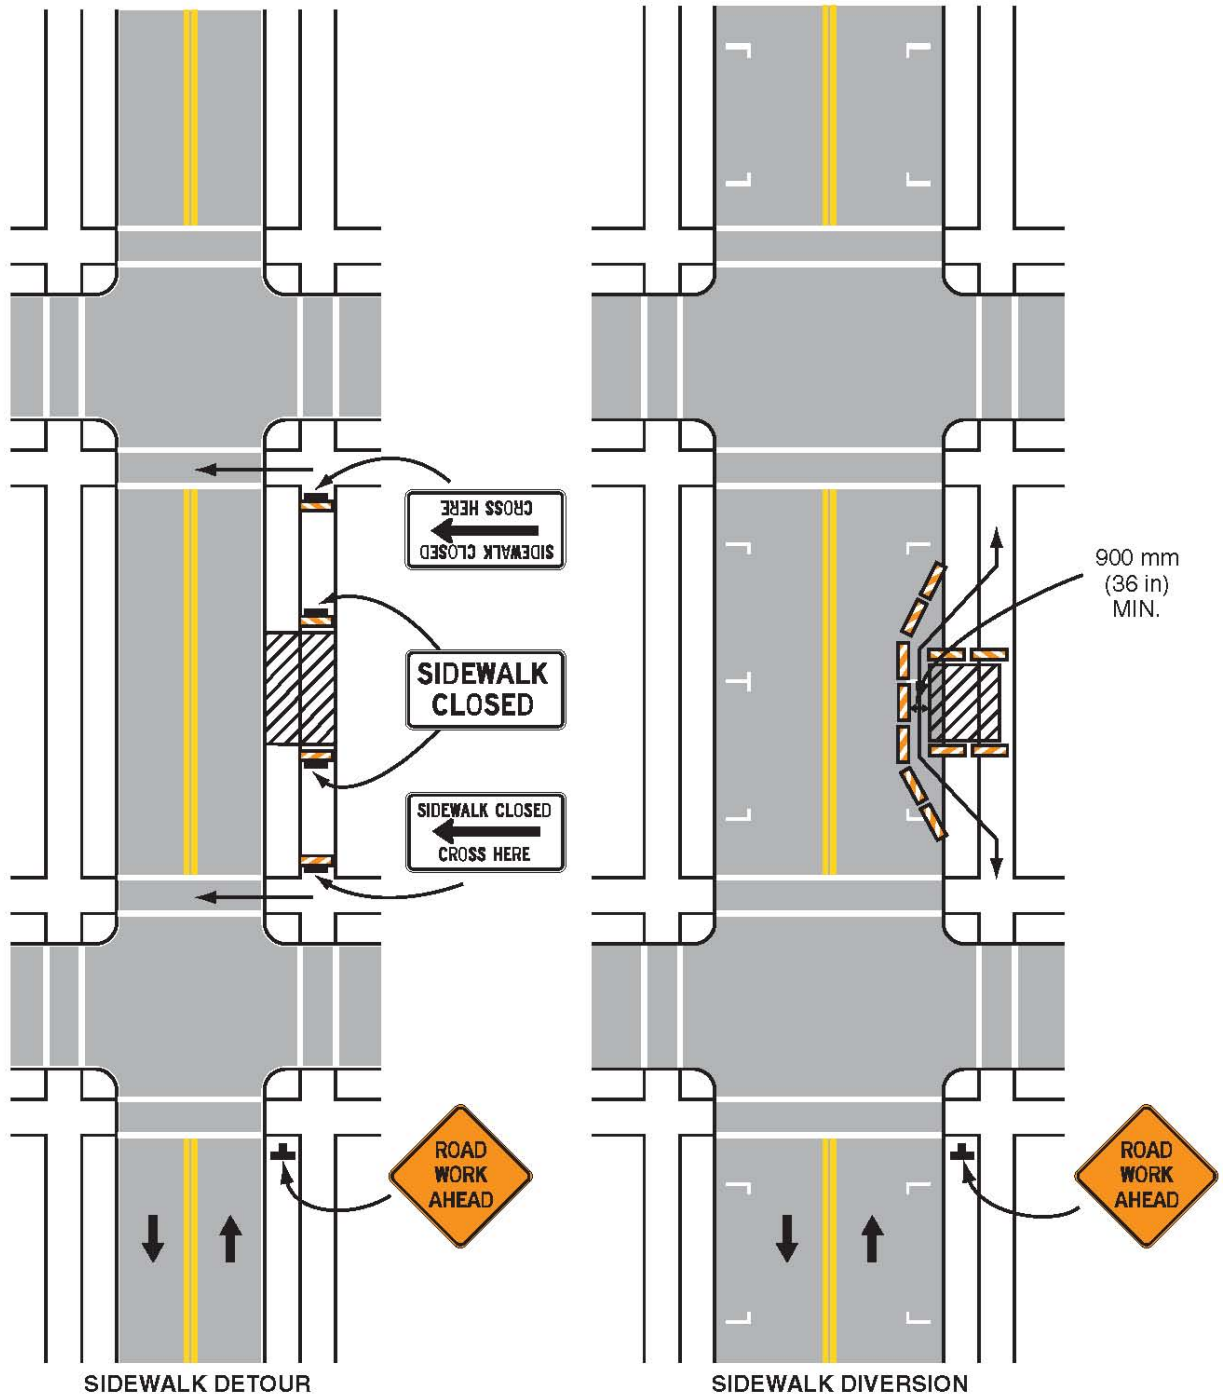 CROSS HERE
SIDEWALK CLOSED
SIDEWALK
CLOSED
SIDEWALK CLOSED
CROSS HERE
900 mm
(36 in)
MIN.
ROAD
WORK
AHEAD
ROAD
WORK
AHEAD
SIDEWALK DETOUR
SIDEWALK DIVERSION